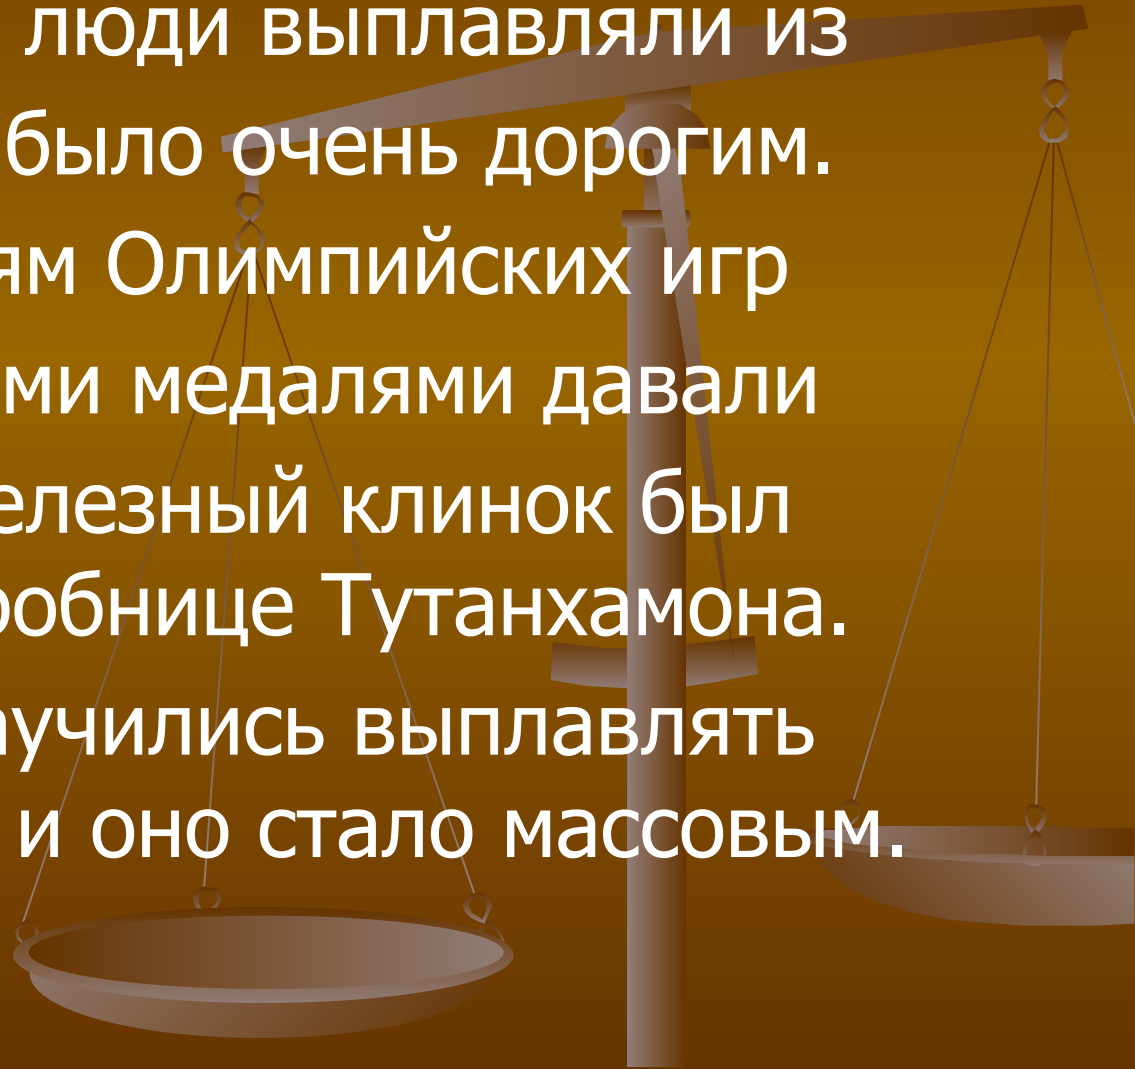 люди выплавляли из
было очень дорогим.
ям Олимпийских игр
ми медалями давали
елезный клинок был
робнице Тутанхамона.
аучились выплавлять
и оно стало массовым.